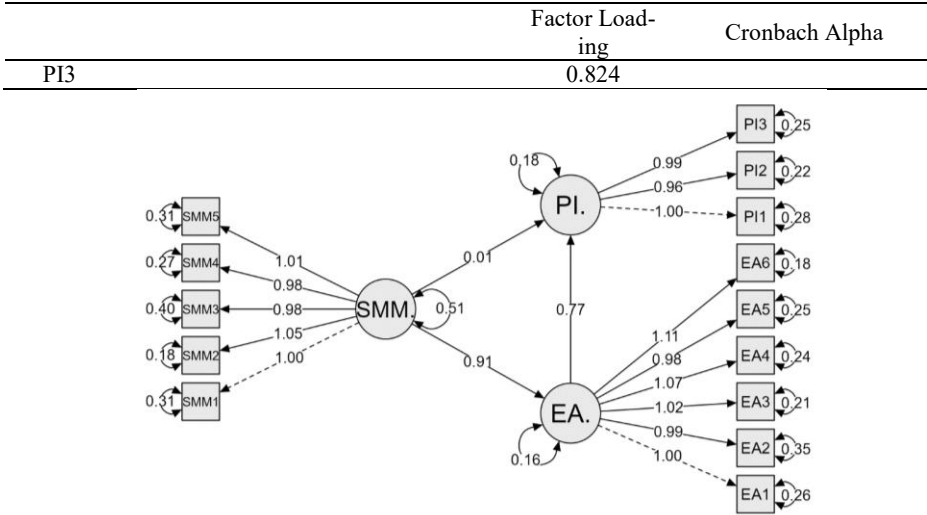 Factor Load-
ing
Cronbach Alpha
PI3 0.824
PI3 0.25
0.18
0.99
PI2 0.22
0.96
PI.
1.00
PI1 0.28
0.31 SMM5
EA6 0.18
1.01
0.01
0.27 SMM4
0.98
EA5 0.25
0.40 SMM3
0.98
SMM.
0.51
0.77
1.11
1.05
0.98
0.18 SMM2
EA4 0.24
1.00
0.91
1.07
0.31 SMM1
1.02
EA3 0.21
EA.
0.99
EA2 0.35
1.00
0.16
EA1 0.26